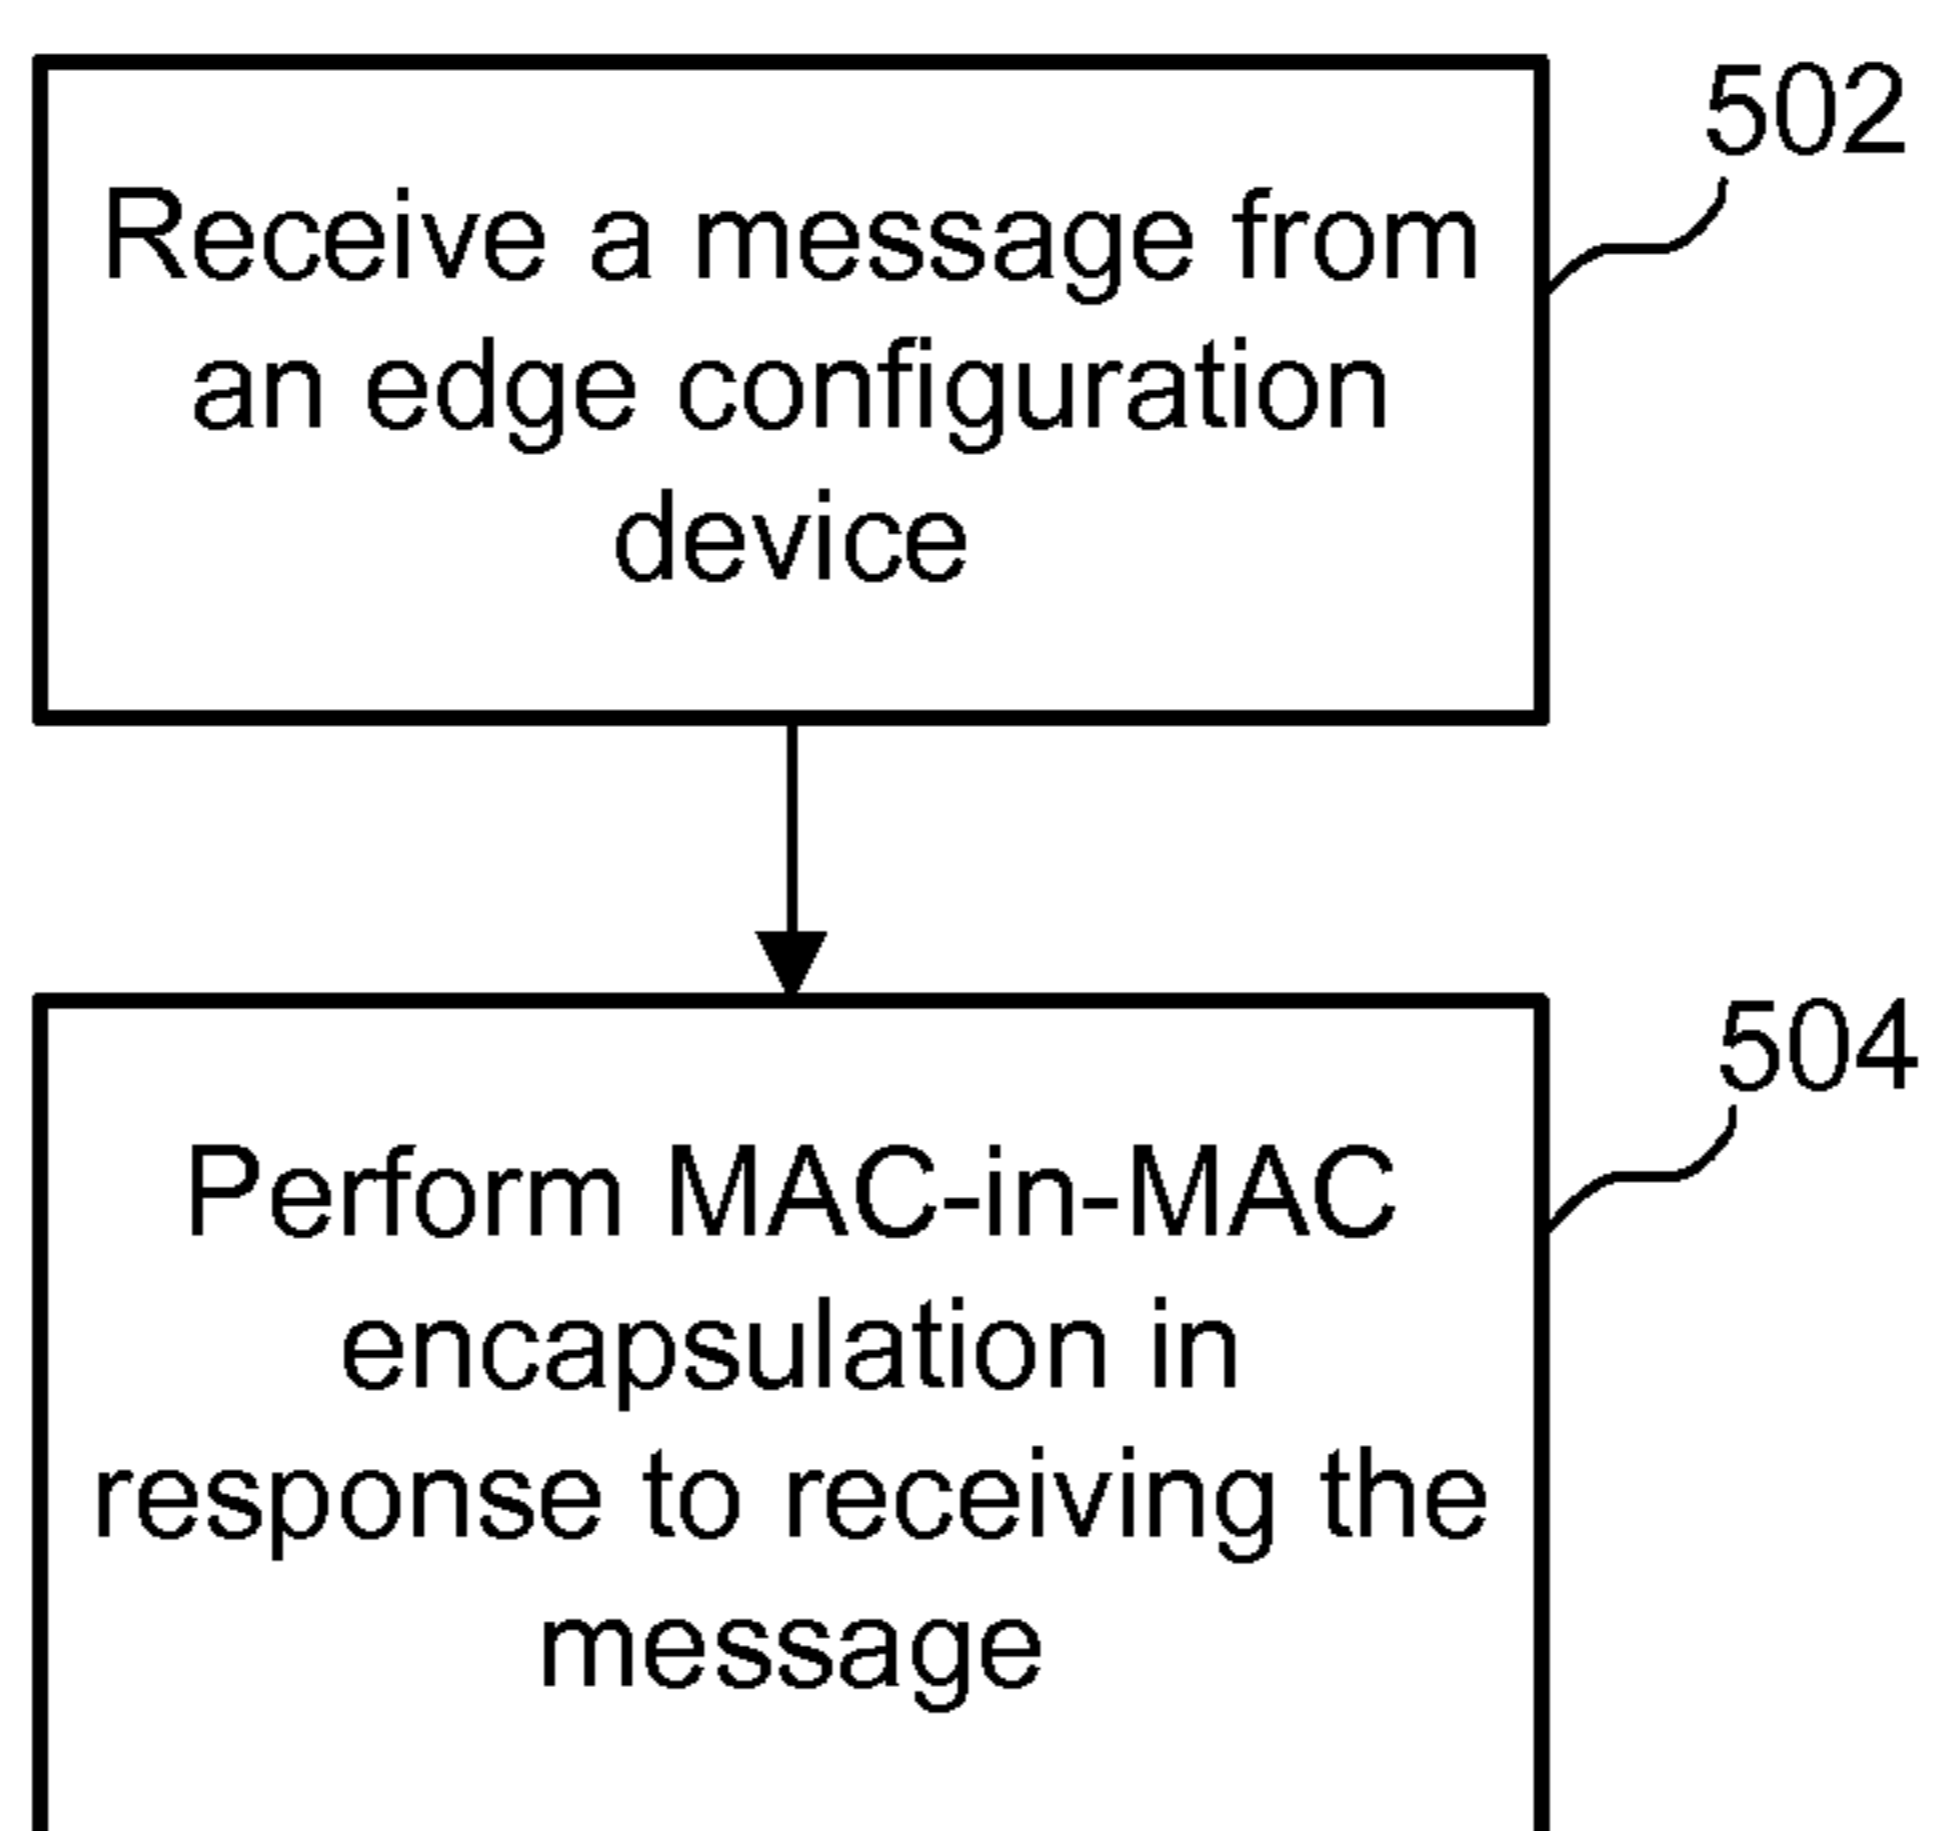 502
Receive a message from
an edge configuration
device
504
Perform MAC-in-MAC
encapsulation in
response to receiving the
message